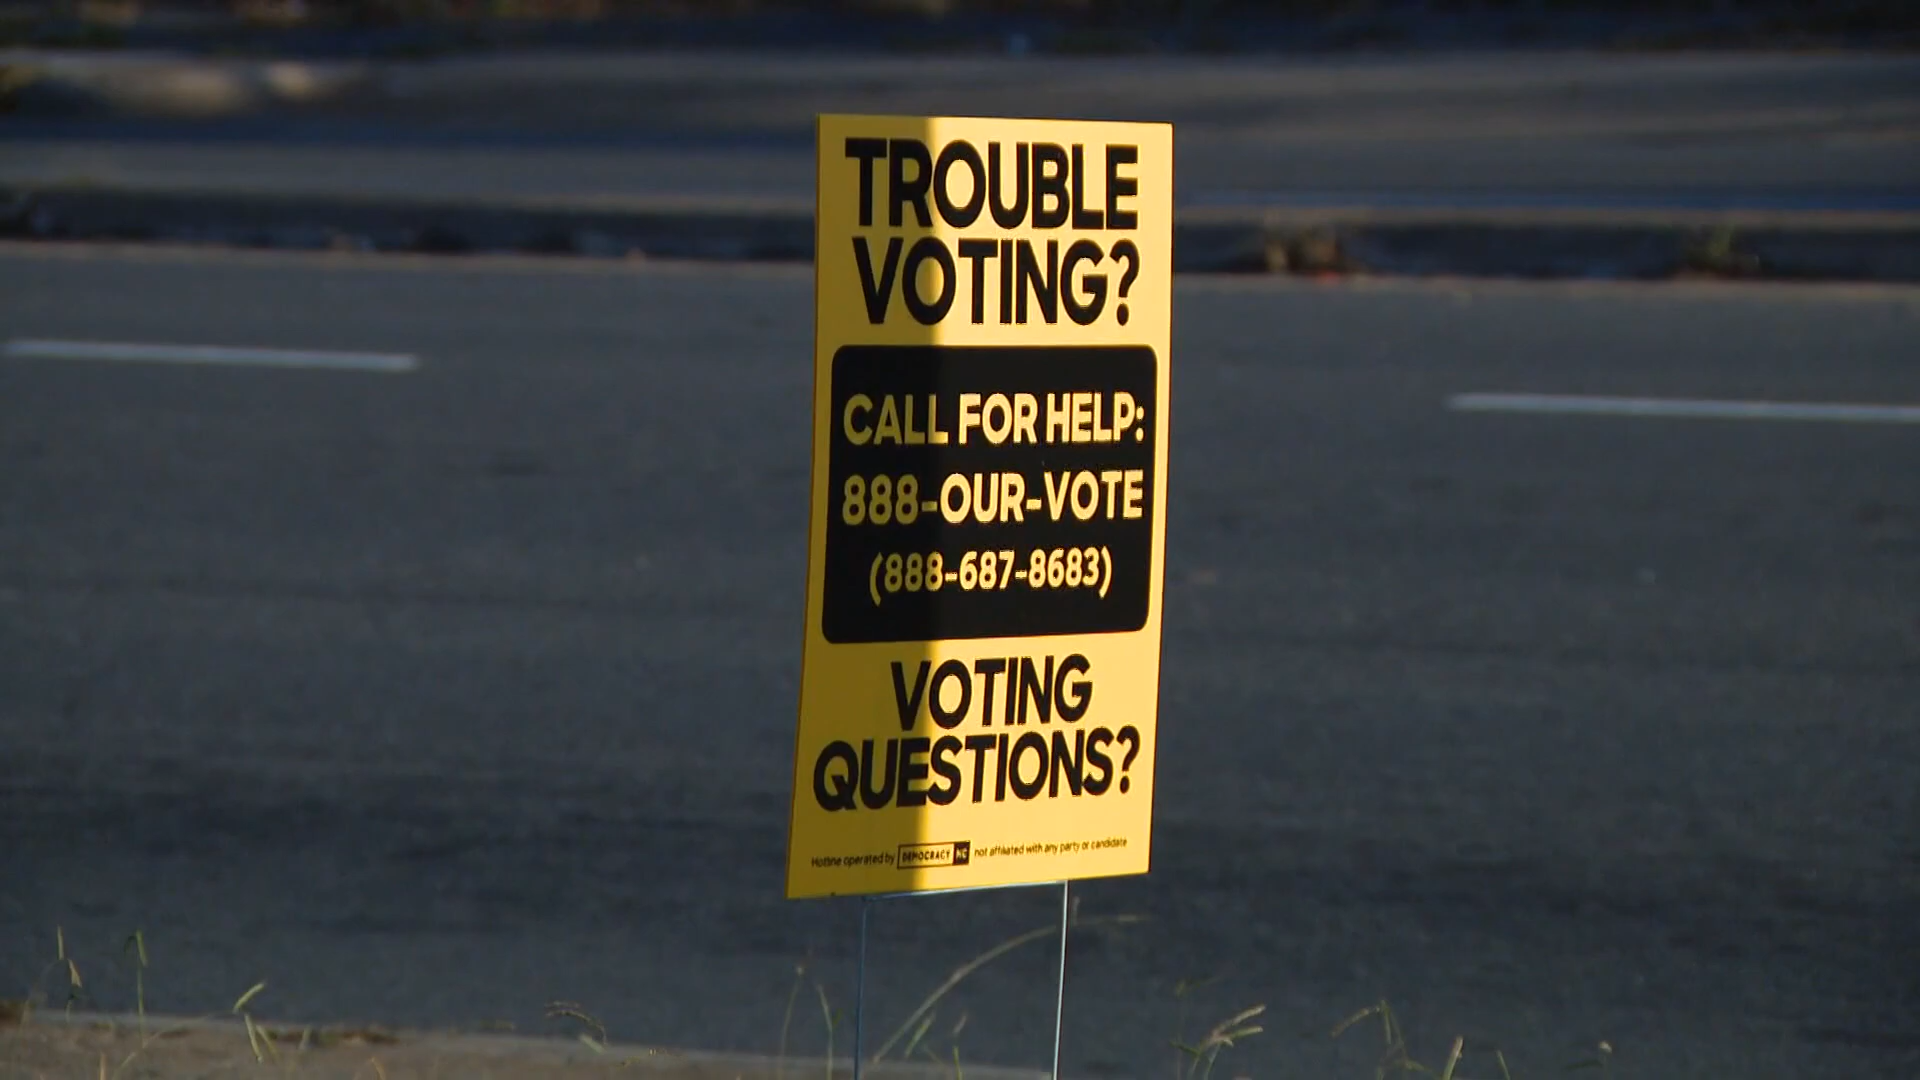 TROUBLE
VOTING?
CALL FOR HELP:
888-OUR-VOTE
(888-687-8683)
VOTING
QUESTIONS?
Hotline operated by DEMOCRACY NC not affiliated with any party or candidate